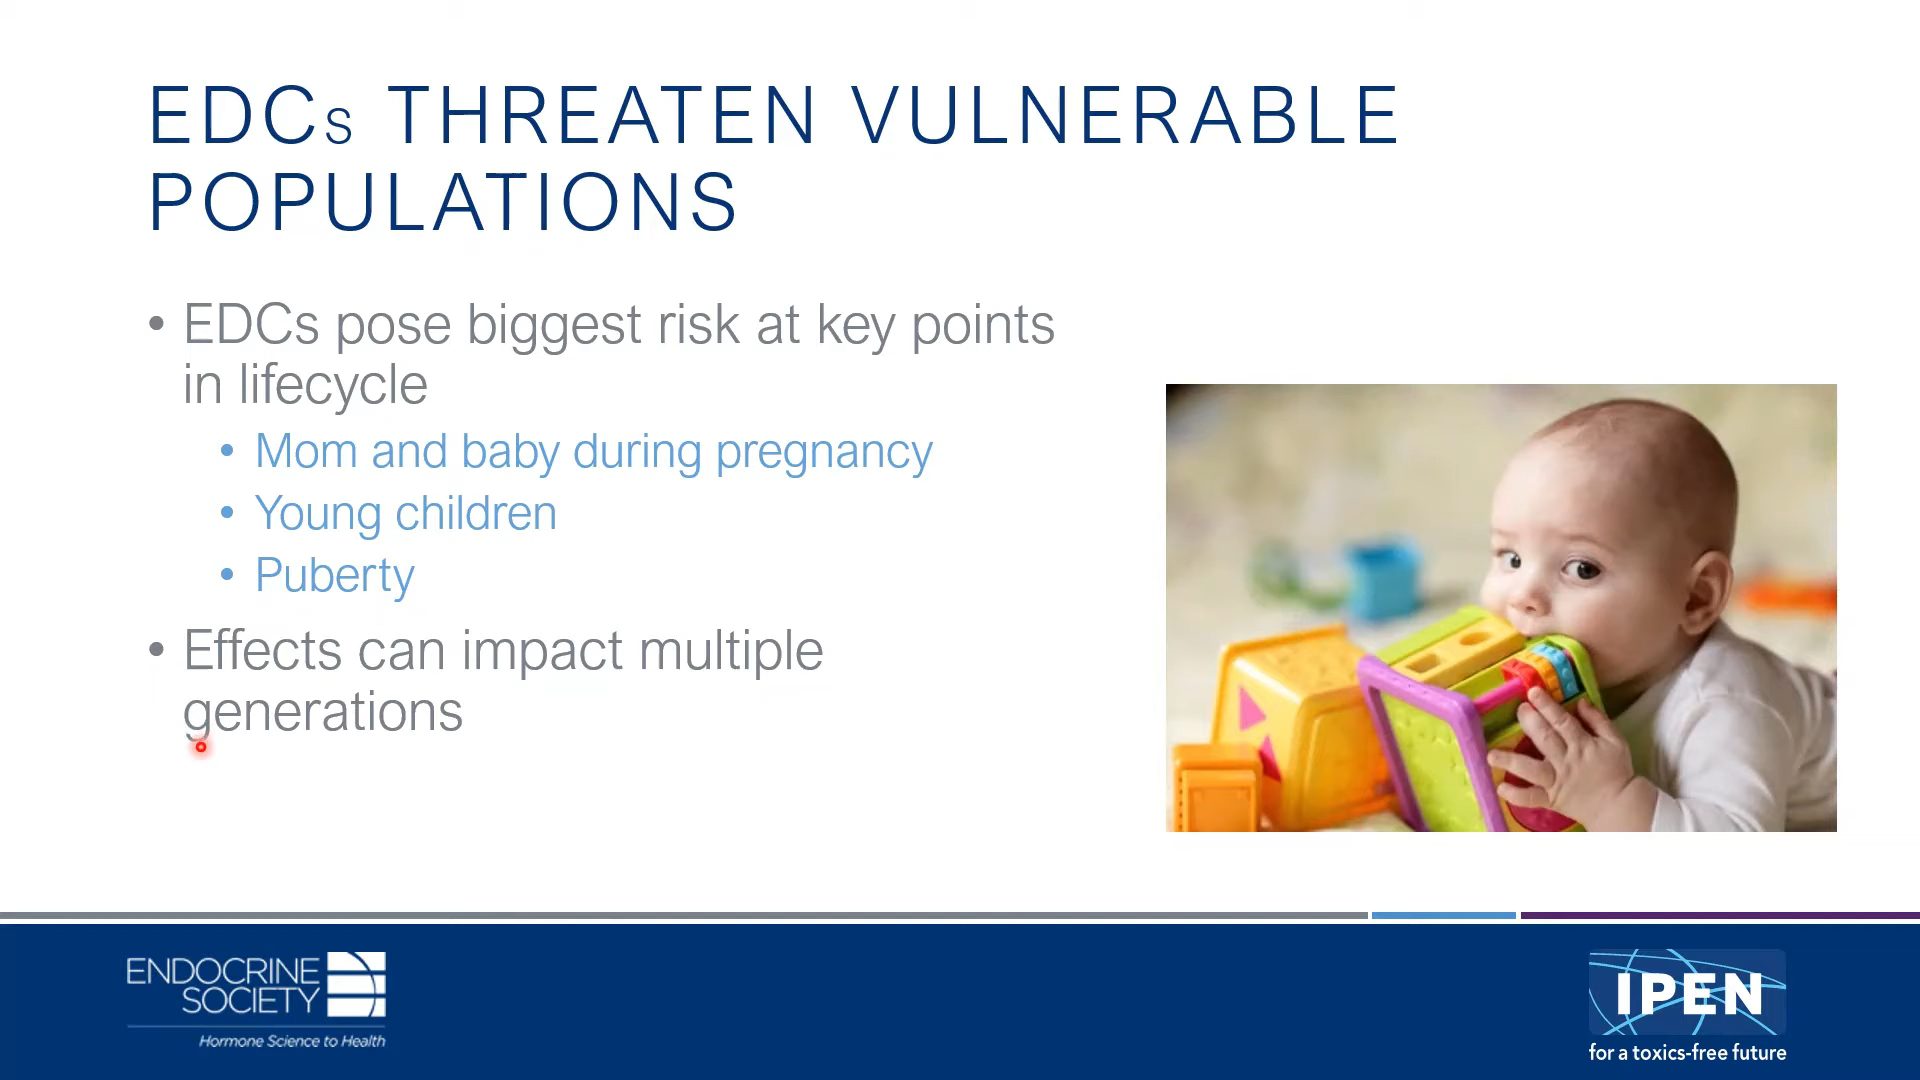 EDCs THREATEN VULNERABLE
POPULATIONS
• EDCs pose biggest risk at key points
in lifecycle
• Mom and baby during pregnancy
• Young children
• Puberty
• Effects can impact multiple
generations
ENDOCRINE
SOCIETY
Hormone Science to Health
IPEN
for a toxics-free future